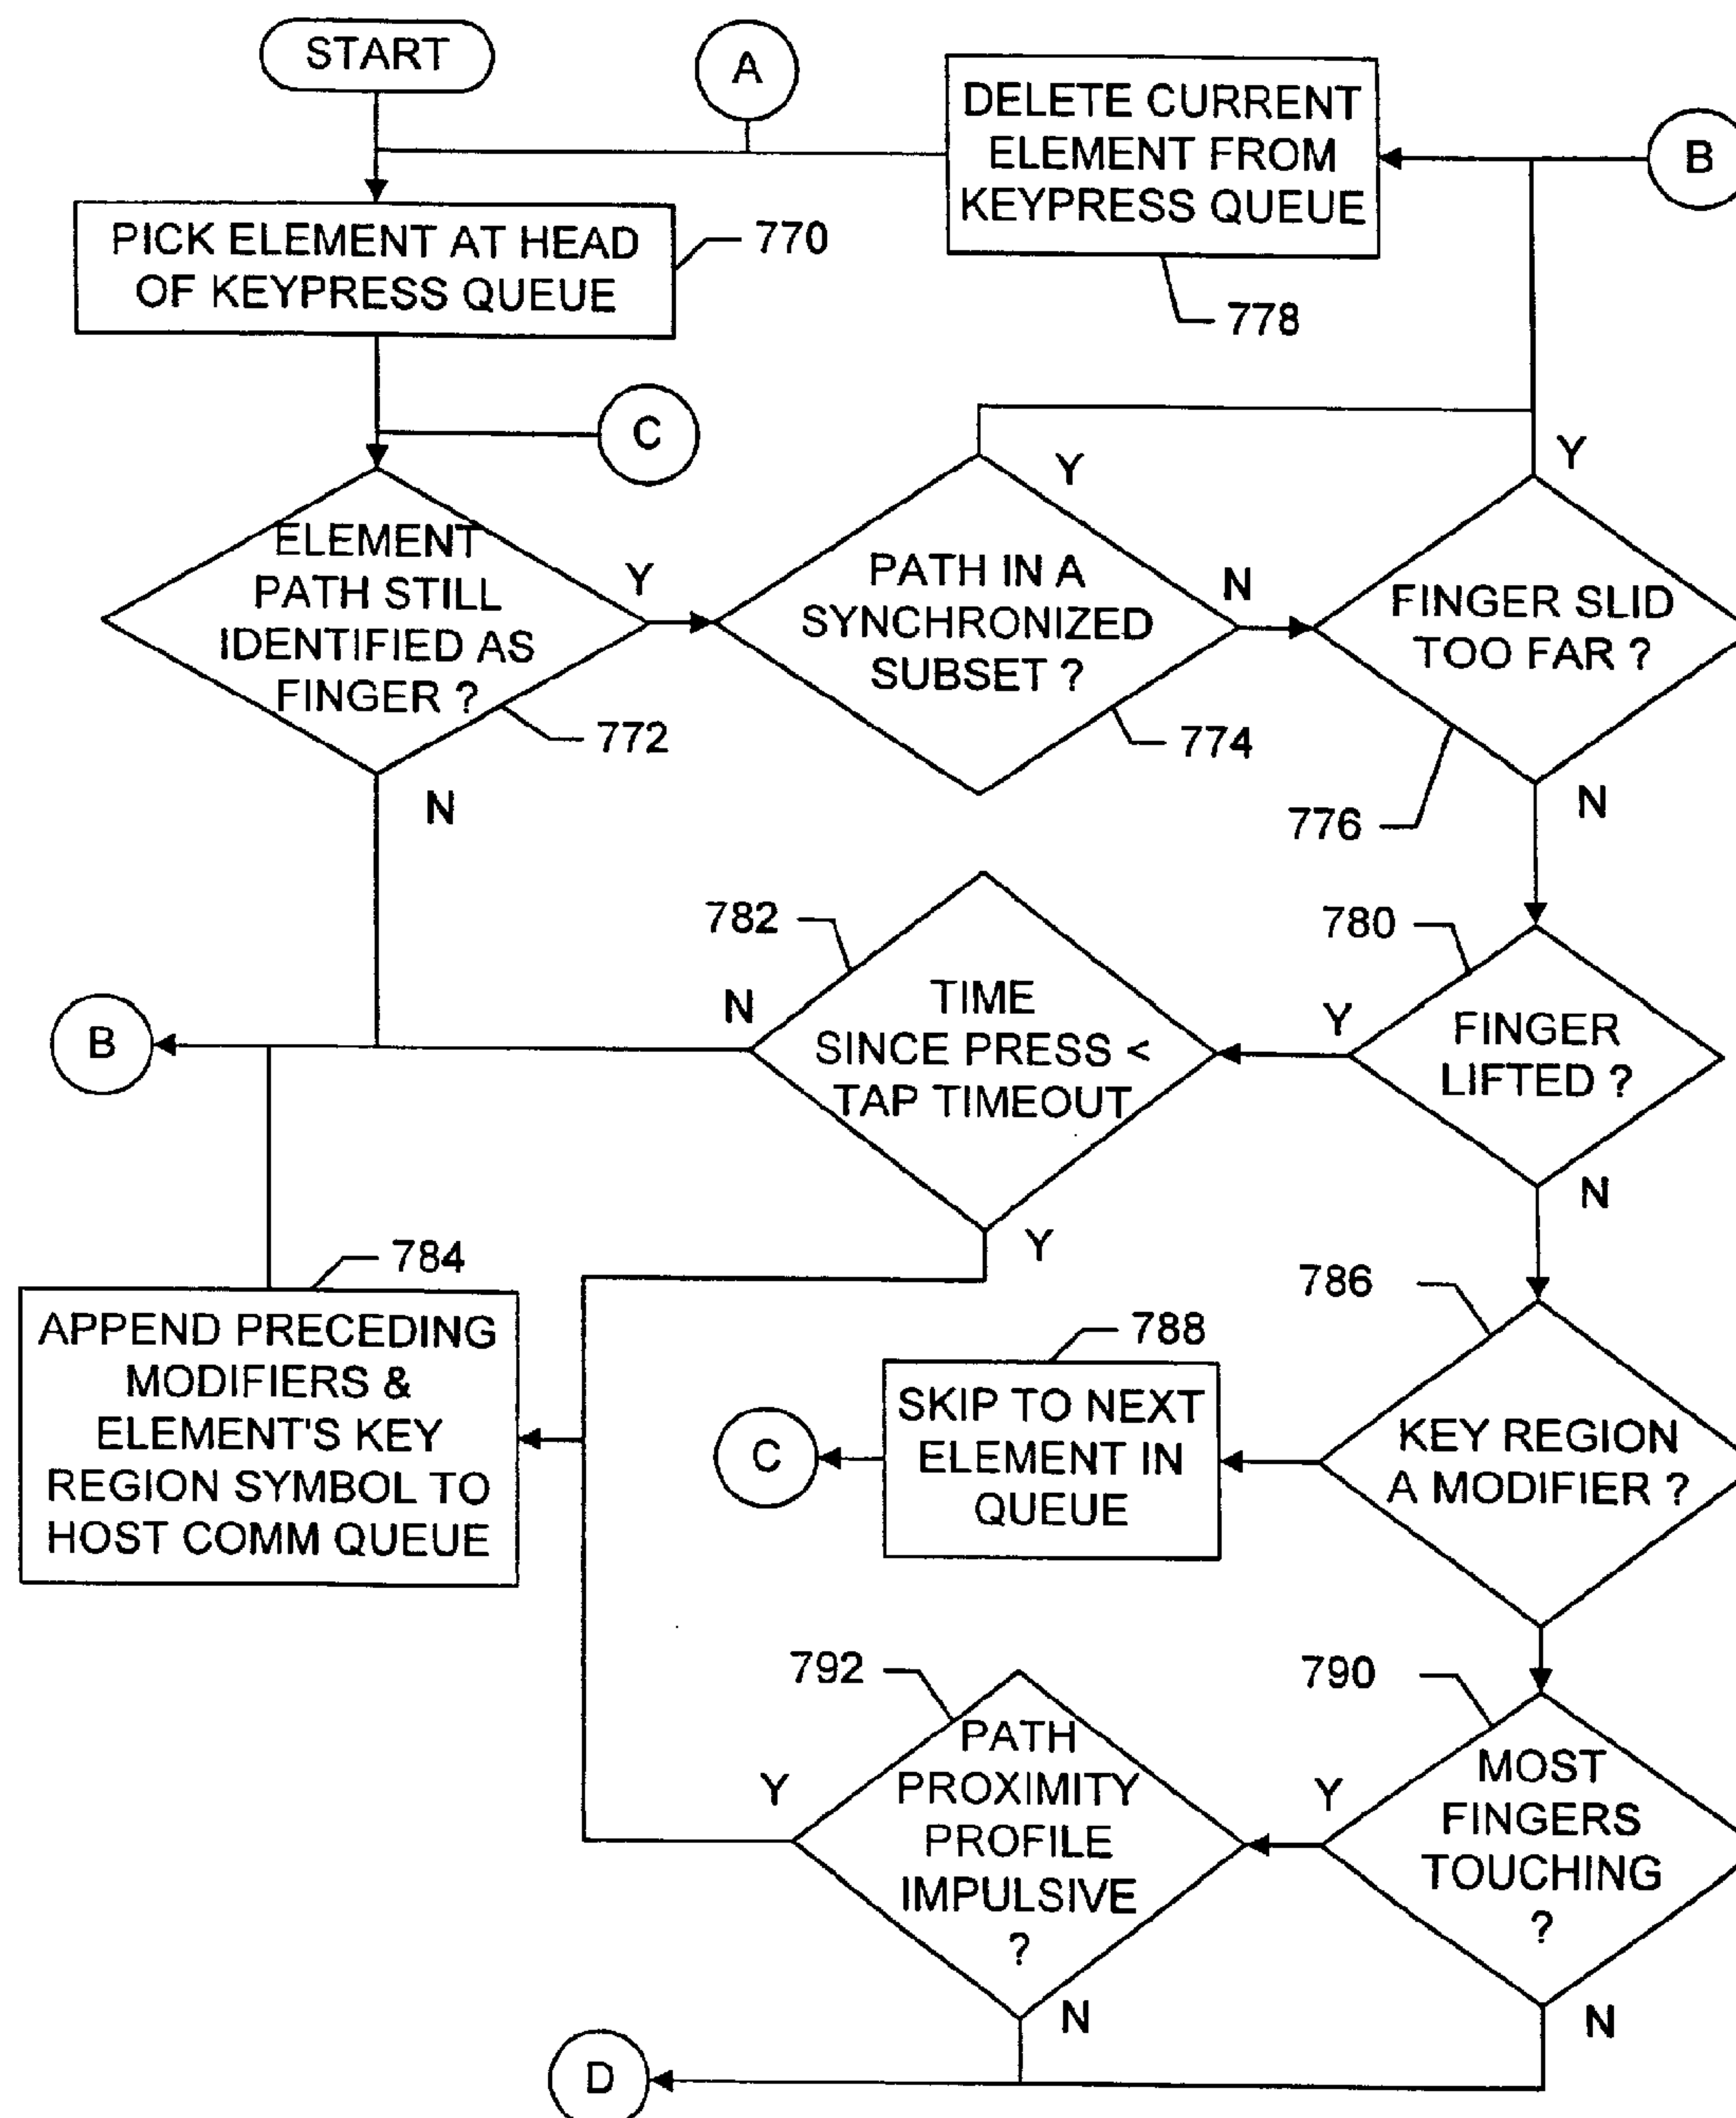 START
A
DELETE CURRENT
ELEMENT FROM
KEYPRESS QUEUE
B
PICK ELEMENT AT HEAD
OF KEYPRESS QUEUE
770
778
C
Y
Y
ELEMENT
PATH STILL
IDENTIFIED AS
FINGER ?
Y
PATH IN A
SYNCHRONIZED
SUBSET ?
N
FINGER SLID
TOO FAR ?
772
774
776
N
N
782
780
TIME
SINCE PRESS <
TAP TIMEOUT
N
Y
FINGER
LIFTED ?
B
N
Y
784
786
APPEND PRECEDING
MODIFIERS &
ELEMENT'S KEY
REGION SYMBOL TO
HOST COMM QUEUE
788
SKIP TO NEXT
ELEMENT IN
QUEUE
C
KEY REGION
A MODIFIER ?
792
790
PATH
PROXIMITY
PROFILE
IMPULSIVE
?
Y
Y
MOST
FINGERS
TOUCHING
?
N
N
D